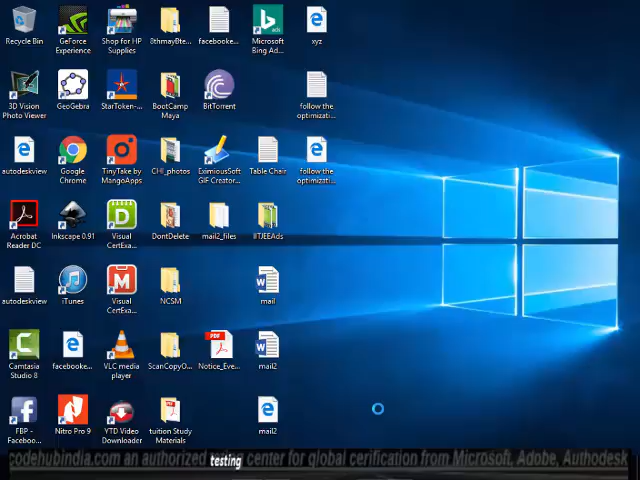 Recycle Bin
GeForce
Experience
Shop for HP
Supplies
8thmayBte...
facebooke...
Microsoft
Bing Ad...
xyz
3D Vision
Photo Viewer
GeoGebra
StarToken-...
BootCamp
Maya
BitTorrent
follow the
optimizati...
autodeskview
Google
Chrome
TinyTake by
MangoApps
CHI_photos
EximiousSoft
GIF Creator...
Table Chair
follow the
optimizati...
Acrobat
Reader DC
Inkscape 0.91
Visual
CertExa...
DontDelete
mail2_files
IITJEEAds
autodeskview
iTunes
Visual
CertExa...
NCSM
mail
Camtasia
Studio 8
facebooke...
VLC media
player
ScanCopyO...
PDF
Notice_Eve...
mail2
FBP -
Faceboo...
Nitro Pro 9
YTD Video
Downloader
tuition Study
Materials
mail2
codehubindia.com an authorized testing center for global cerification from Microsoft, Adobe, Authodesk